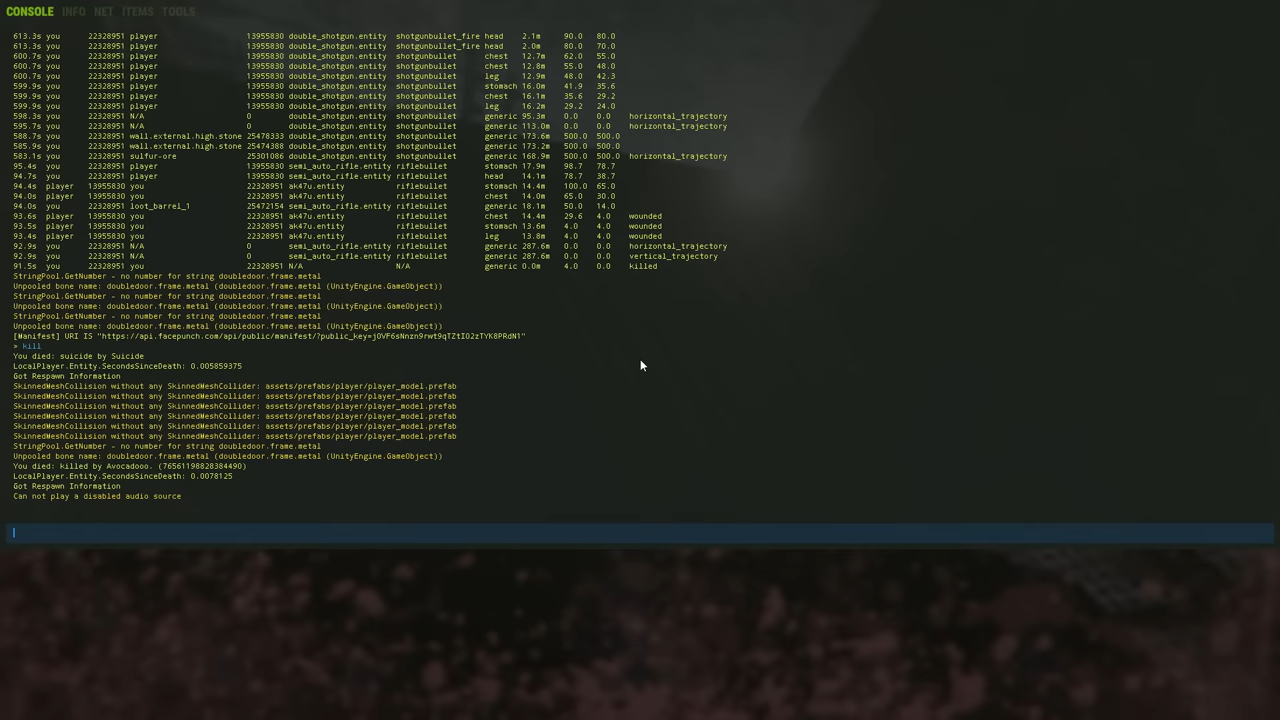 CONSOLE INFO NET ITEMS TOOLS
613.3s you 22328951 player 13955830 double_shotgun.entity shotgunbullet_fire head 2.1m 90.0 80.0
613.3s you 22328951 player 13955830 double_shotgun.entity shotgunbullet_fire head 2.0m 80.0 70.0
600.7s you 22328951 player 13955830 double_shotgun.entity shotgunbullet chest 12.7m 62.0 55.0
600.7s you 22328951 player 13955830 double_shotgun.entity shotgunbullet chest 12.8m 55.0 48.0
600.7s you 22328951 player 13955830 double_shotgun.entity shotgunbullet leg 12.9m 48.0 42.3
599.9s you 22328951 player 13955830 double_shotgun.entity shotgunbullet stomach 16.0m 41.9 35.6
599.9s you 22328951 player 13955830 double_shotgun.entity shotgunbullet chest 16.1m 35.6 29.2
599.9s you 22328951 player 13955830 double_shotgun.entity shotgunbullet leg 16.2m 29.2 24.0
598.3s you 22328951 N/A 0 double_shotgun.entity shotgunbullet generic 95.3m 0.0 0.0 horizontal_trajectory
595.7s you 22328951 N/A 0 double_shotgun.entity shotgunbullet generic 113.0m 0.0 0.0 horizontal_trajectory
588.7s you 22328951 wall.external.high.stone 25478333 double_shotgun.entity shotgunbullet generic 173.6m 500.0 500.0
585.9s you 22328951 wall.external.high.stone 25474388 double_shotgun.entity shotgunbullet generic 173.2m 500.0 500.0
583.1s you 22328951 sulfur-ore 25301086 double_shotgun.entity shotgunbullet generic 168.9m 500.0 500.0 horizontal_trajectory
95.4s you 22328951 player 13955830 semi_auto_rifle.entity riflebullet stomach 17.9m 98.7 78.7
94.7s you 22328951 player 13955830 semi_auto_rifle.entity riflebullet head 14.1m 78.7 38.7
94.4s player 13955830 you 22328951 ak47u.entity riflebullet stomach 14.4m 100.0 65.0
94.0s player 13955830 you 22328951 ak47u.entity riflebullet chest 14.0m 65.0 30.0
94.0s you 22328951 loot_barrel_1 25472154 semi_auto_rifle.entity riflebullet generic 18.1m 50.0 14.0
93.6s player 13955830 you 22328951 ak47u.entity riflebullet chest 14.4m 29.6 4.0 wounded
93.5s player 13955830 you 22328951 ak47u.entity riflebullet stomach 13.6m 4.0 4.0 wounded
93.4s player 13955830 you 22328951 ak47u.entity riflebullet leg 13.8m 4.0 4.0 wounded
92.9s you 22328951 N/A 0 semi_auto_rifle.entity riflebullet generic 287.6m 0.0 0.0 horizontal_trajectory
92.9s you 22328951 N/A 0 semi_auto_rifle.entity riflebullet generic 287.6m 0.0 0.0 vertical_trajectory
91.5s you 22328951 you 22328951 N/A N/A generic 0.0m 4.0 0.0 killed
StringPool.GetNumber - no number for string doubledoor.frame.metal
Unpooled bone name: doubledoor.frame.metal (doubledoor.frame.metal (UnityEngine.GameObject))
StringPool.GetNumber - no number for string doubledoor.frame.metal
Unpooled bone name: doubledoor.frame.metal (doubledoor.frame.metal (UnityEngine.GameObject))
StringPool.GetNumber - no number for string doubledoor.frame.metal
Unpooled bone name: doubledoor.frame.metal (doubledoor.frame.metal (UnityEngine.GameObject))
[Manifest] URI IS "https://api.facepunch.com/api/public/manifest/?public_key=jOVF6sNnzn9rwt9qTZtIO2zTYK8PRdN1"
> kill
You died: suicide by Suicide
LocalPlayer.Entity.SecondsSinceDeath: 0.005859375
Got Respawn Information
SkinnedMeshCollision without any SkinnedMeshCollider: assets/prefabs/player/player_model.prefab
SkinnedMeshCollision without any SkinnedMeshCollider: assets/prefabs/player/player_model.prefab
SkinnedMeshCollision without any SkinnedMeshCollider: assets/prefabs/player/player_model.prefab
SkinnedMeshCollision without any SkinnedMeshCollider: assets/prefabs/player/player_model.prefab
SkinnedMeshCollision without any SkinnedMeshCollider: assets/prefabs/player/player_model.prefab
SkinnedMeshCollision without any SkinnedMeshCollider: assets/prefabs/player/player_model.prefab
StringPool.GetNumber - no number for string doubledoor.frame.metal
Unpooled bone name: doubledoor.frame.metal (doubledoor.frame.metal (UnityEngine.GameObject))
You died: killed by Avocadooo. (76561198828384490)
LocalPlayer.Entity.SecondsSinceDeath: 0.0078125
Got Respawn Information
Can not play a disabled audio source